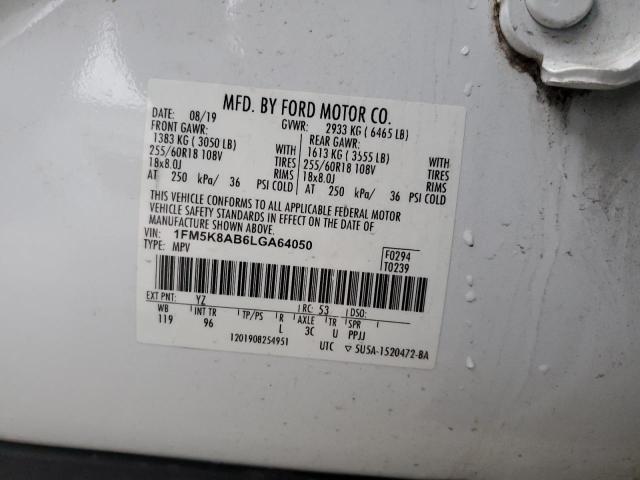 MFD. BY FORD MOTOR CO.
DATE: 08/19 GVWR: 2933 KG ( 6465 LB)
FRONT GAWR: REAR GAWR:
1383 KG ( 3050 LB) WITH 1613 KG ( 3555 LB) WITH
255/60R18 108V TIRES 255/60R18 108V TIRES
18x8.0J RIMS 18x8.0J RIMS
AT 250 kPa/ 36 PSI COLD AT 250 kPa/ 36 PSI COLD
THIS VEHICLE CONFORMS TO ALL APPLICABLE FEDERAL MOTOR
VEHICLE SAFETY STANDARDS IN EFFECT ON THE DATE OF
MANUFACTURE SHOWN ABOVE.
VIN: 1FM5K8AB6LGA64050
TYPE: MPV
F0294
T0239
EXT PNT: YZ RC: 53 DSO:
WB INT TR TP/PS R AXLE TR SPR
119 96 L 3C U PPJJ
1201908254951 UTC ▽ 5U5A-1520472-BA